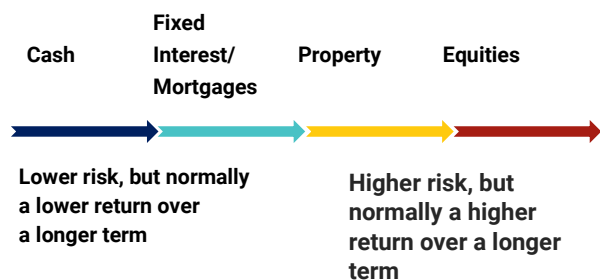 Cash
Fixed
Interest/
Mortgages
Property
Equities
Lower risk, but normally
a lower return over
a longer term
Higher risk, but
normally a higher
return over a longer
term